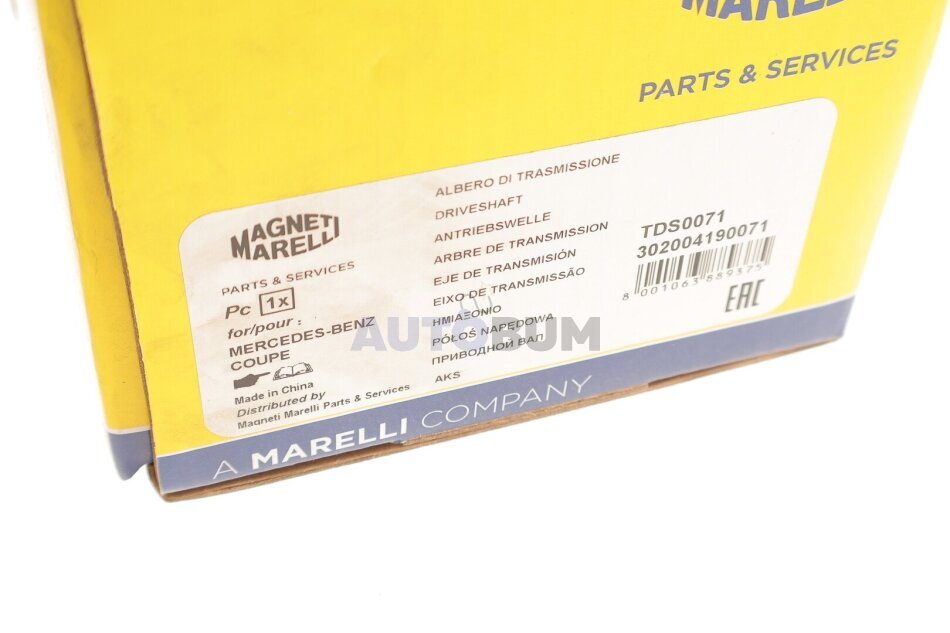 MARELLI
PARTS & SERVICES
MAGNETI
MARELLI
PARTS & SERVICES
Pc 1x
for/pour :
MERCEDES-BENZ
COUPE
Made in China
Distributed by
Magneti Marelli Parts & Services
ALBERO DI TRASMISSIONE
DRIVESHAFT
ANTRIEBSWELLE
ARBRE DE TRANSMISSION
EJE DE TRANSMISIÓN
EIXO DE TRANSMISSÃO
ΗΜΙΑΞΟΝΙΟ
PÓŁOŚ NAPĘDOWA
ПРИВОДНОЙ ВАЛ
AKS
TDS0071
302004190071
8 001063 889375
EAC
AUTOBUM
A MARELLI COMPANY